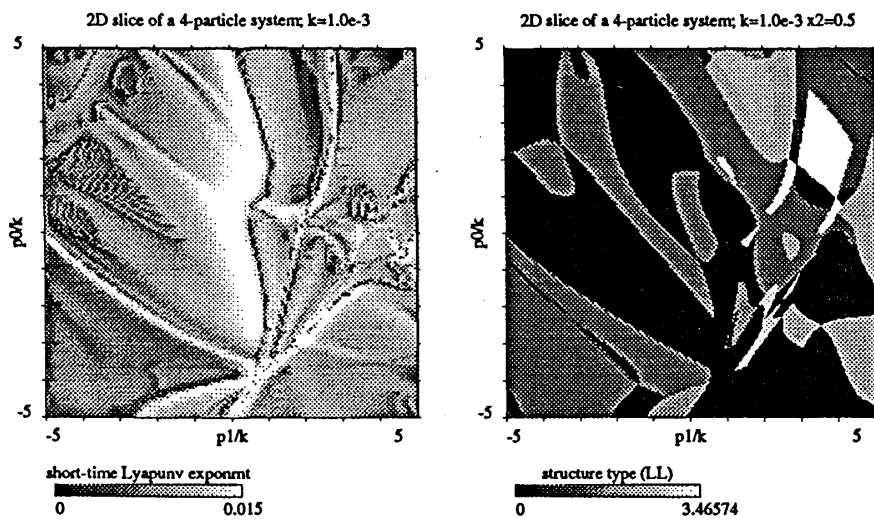 2D slice of a 4-particle system; k=1.0e-3
5
p0/k
-5
-5
p1/k
5
short-time Lyapunv exponrnt
0
0.015
2D slice of a 4-particle system; k=1.0e-3 x2=0.5
5
p0/k
-5
-5
p1/k
5
structure type (LL)
0
3.46574